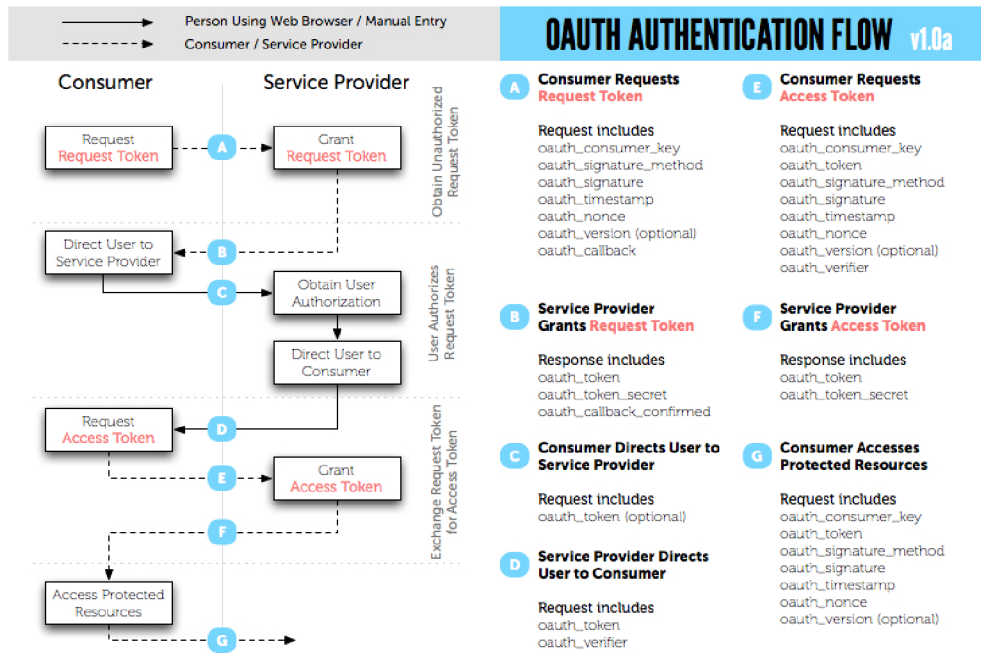 Person Using Web Browser / Manual Entry
Consumer / Service Provider
OAUTH AUTHENTICATION FLOW v1.0a
Consumer
Service Provider
Request
Request Token
A
Grant
Request Token
Obtain Unauthorized
Request Token
Direct User to
Service Provider
B
C
Obtain User
Authorization
Direct User to
Consumer
User Authorizes
Request Token
Request
Access Token
D
E
Grant
Access Token
F
Exchange Request Token
for Access Token
Access Protected
Resources
G
A
Consumer Requests
Request Token
Request includes
oauth_consumer_key
oauth_signature_method
oauth_signature
oauth_timestamp
oauth_nonce
oauth_version (optional)
oauth_callback
B
Service Provider
Grants Request Token
Response includes
oauth_token
oauth_token_secret
oauth_callback_confirmed
C
Consumer Directs User to
Service Provider
Request includes
oauth_token (optional)
D
Service Provider Directs
User to Consumer
Request includes
oauth_token
oauth_verifier
E
Consumer Requests
Access Token
Request includes
oauth_consumer_key
oauth_token
oauth_signature_method
oauth_signature
oauth_timestamp
oauth_nonce
oauth_version (optional)
oauth_verifier
F
Service Provider
Grants Access Token
Response includes
oauth_token
oauth_token_secret
G
Consumer Accesses
Protected Resources
Request includes
oauth_consumer_key
oauth_token
oauth_signature_method
oauth_signature
oauth_timestamp
oauth_nonce
oauth_version (optional)